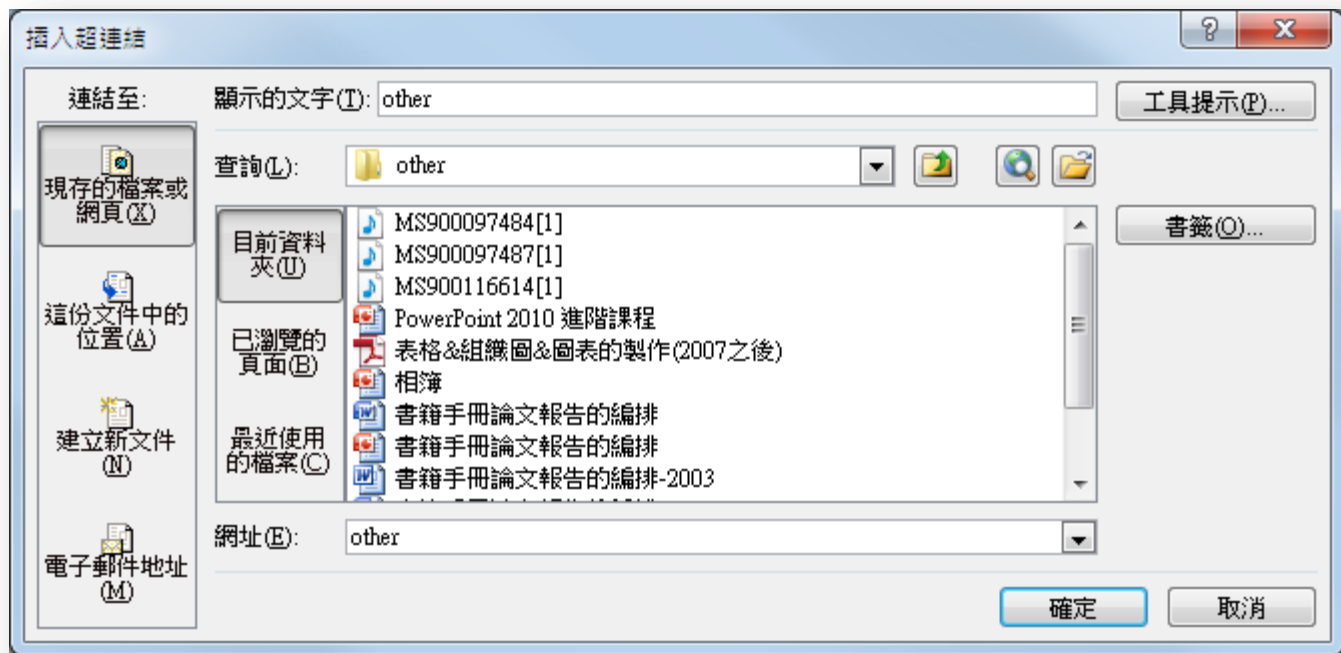 插入超連結
連結至:
顯示的文字(T): other
工具提示(P)...
現存的檔案或
網頁(X)
查詢(L): other
目前資料
夾(U)
MS900097484[1]
MS900097487[1]
MS900116614[1]
PowerPoint 2010 進階課程
表格&組織圖&圖表的製作(2007之後)
相簿
書籍手冊論文報告的編排
書籍手冊論文報告的編排
書籍手冊論文報告的編排-2003
書籤(O)...
這份文件中的
位置(A)
已瀏覽的
頁面(B)
建立新文件
(N)
最近使用
的檔案(C)
電子郵件地址
(M)
網址(E): other
確定
取消